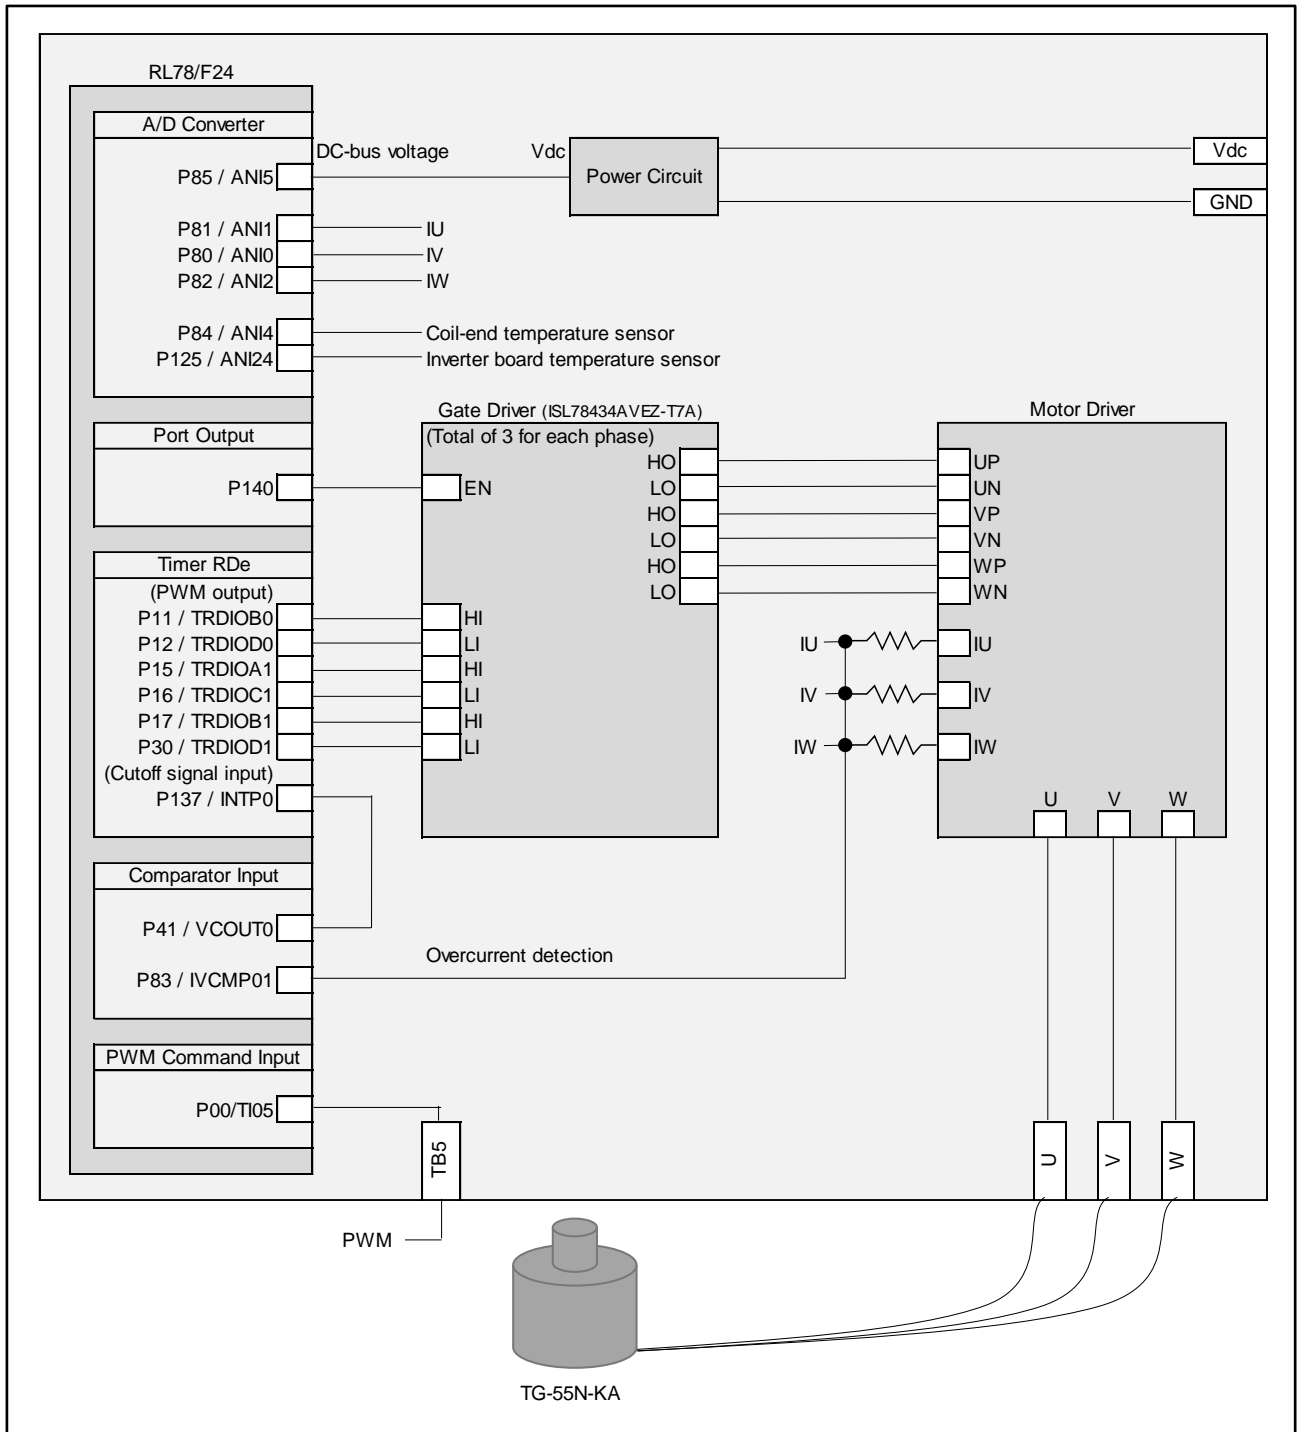 RL78/F24
A/D Converter
DC-bus voltage
Vdc
P85 / ANI5
Power Circuit
Vdc
GND
P81 / ANI1
IU
P80 / ANI0
IV
P82 / ANI2
IW
P84 / ANI4
Coil-end temperature sensor
P125 / ANI24
Inverter board temperature sensor
Gate Driver (ISL78434AVEZ-T7A)
(Total of 3 for each phase)
Motor Driver
Port Output
P140
EN
HO
LO
HO
LO
HO
LO
UP
UN
VP
VN
WP
WN
Timer RDe
(PWM output)
P11 / TRDIOB0
HI
P12 / TRDIOD0
LI
P15 / TRDIOA1
HI
P16 / TRDIOC1
LI
P17 / TRDIOB1
HI
P30 / TRDIOD1
LI
(Cutoff signal input)
P137 / INTP0
IU
IU
IV
IV
IW
IW
U
V
W
Comparator Input
P41 / VCOUT0
P83 / IVCMP01
Overcurrent detection
PWM Command Input
P00/TI05
TB5
PWM
U
V
W
TG-55N-KA